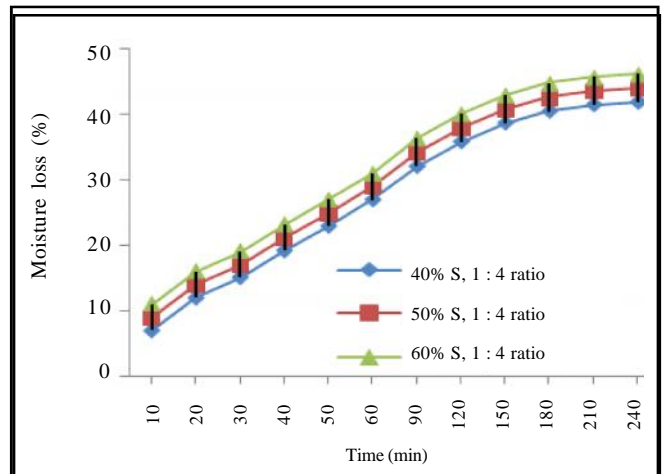 50
40
30
20
10
0
Moisture loss (%)
40% S, 1 : 4 ratio
50% S, 1 : 4 ratio
60% S, 1 : 4 ratio
10 20 30 40 50 60 90 120 150 180 210 240
Time (min)